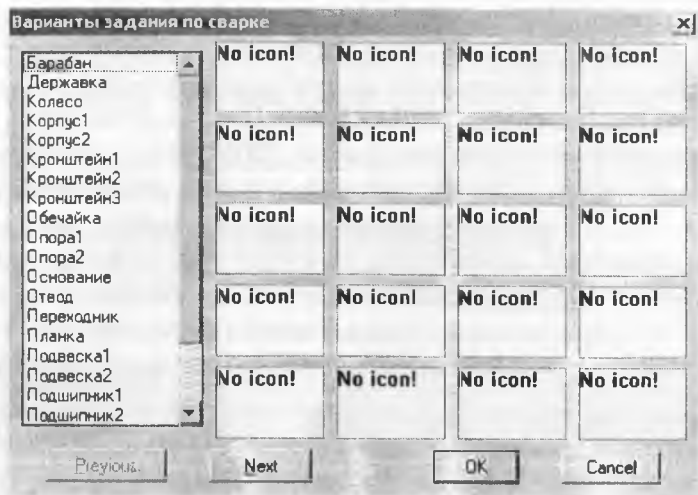 Варианты задания по сварке
Барабан
Державка
Колесо
Корпус1
Корпус2
Кронштейн1
Кронштейн2
Кронштейн3
Обечайка
Опора1
Опора2
Основание
Отвод
Переходник
Планка
Подвеска1
Подвеска2
Подшипник1
Подшипник2
No icon! No icon! No icon! No icon!
No icon! No icon! No icon! No icon!
No icon! No icon! No icon! No icon!
No icon! No icon! No icon! No icon!
No icon! No icon! No icon! No icon!
Previous Next OK Cancel